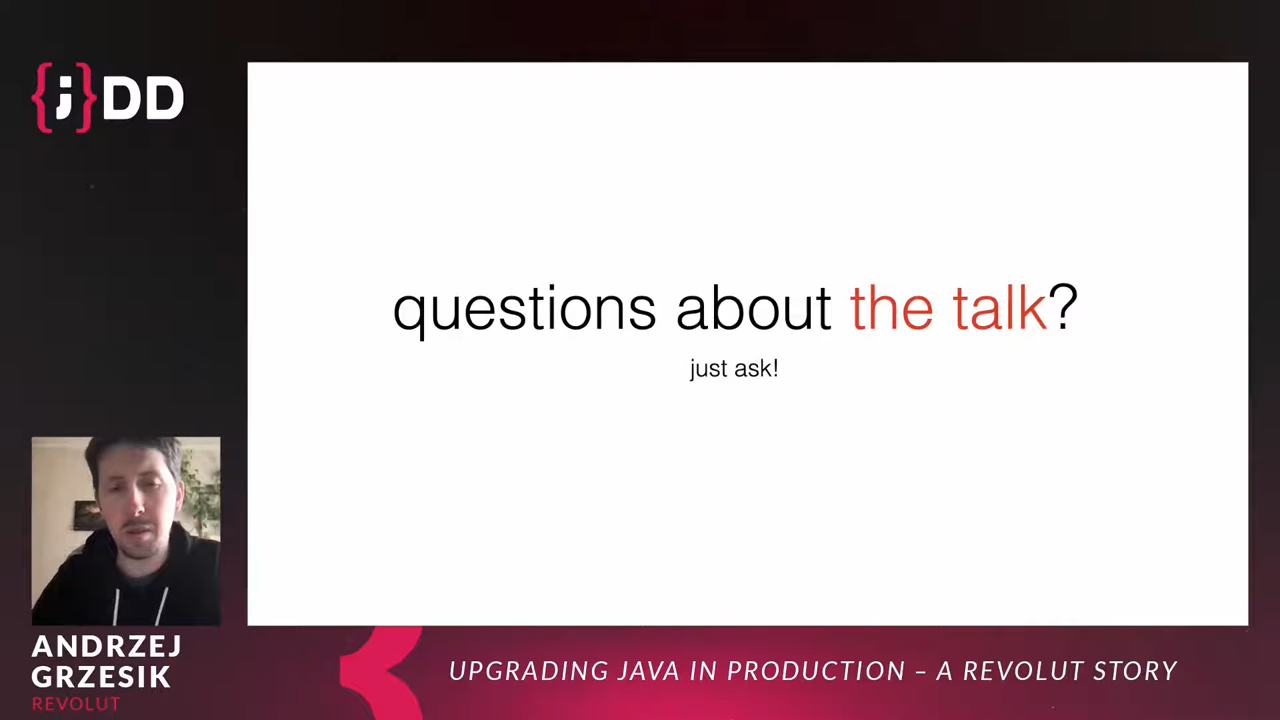 {;}DD
questions about the talk?
just ask!
ANDRZEJ
GRZESIK
REVOLUT
UPGRADING JAVA IN PRODUCTION – A REVOLUT STORY